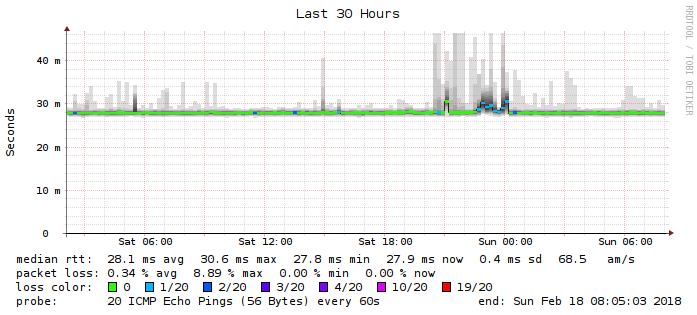 Last 30 Hours
RRDTOOL / TOBI OETIKER
Seconds
40 m
30 m
20 m
10 m
0
Sat 06:00 Sat 12:00 Sat 18:00 Sun 00:00 Sun 06:00
median rtt: 28.1 ms avg 30.6 ms max 27.8 ms min 27.9 ms now 0.4 ms sd 68.5 am/s
packet loss: 0.34 % avg 8.89 % max 0.00 % min 0.00 % now
loss color: 0 1/20 2/20 3/20 4/20 10/20 19/20
probe: 20 ICMP Echo Pings (56 Bytes) every 60s end: Sun Feb 18 08:05:03 2018